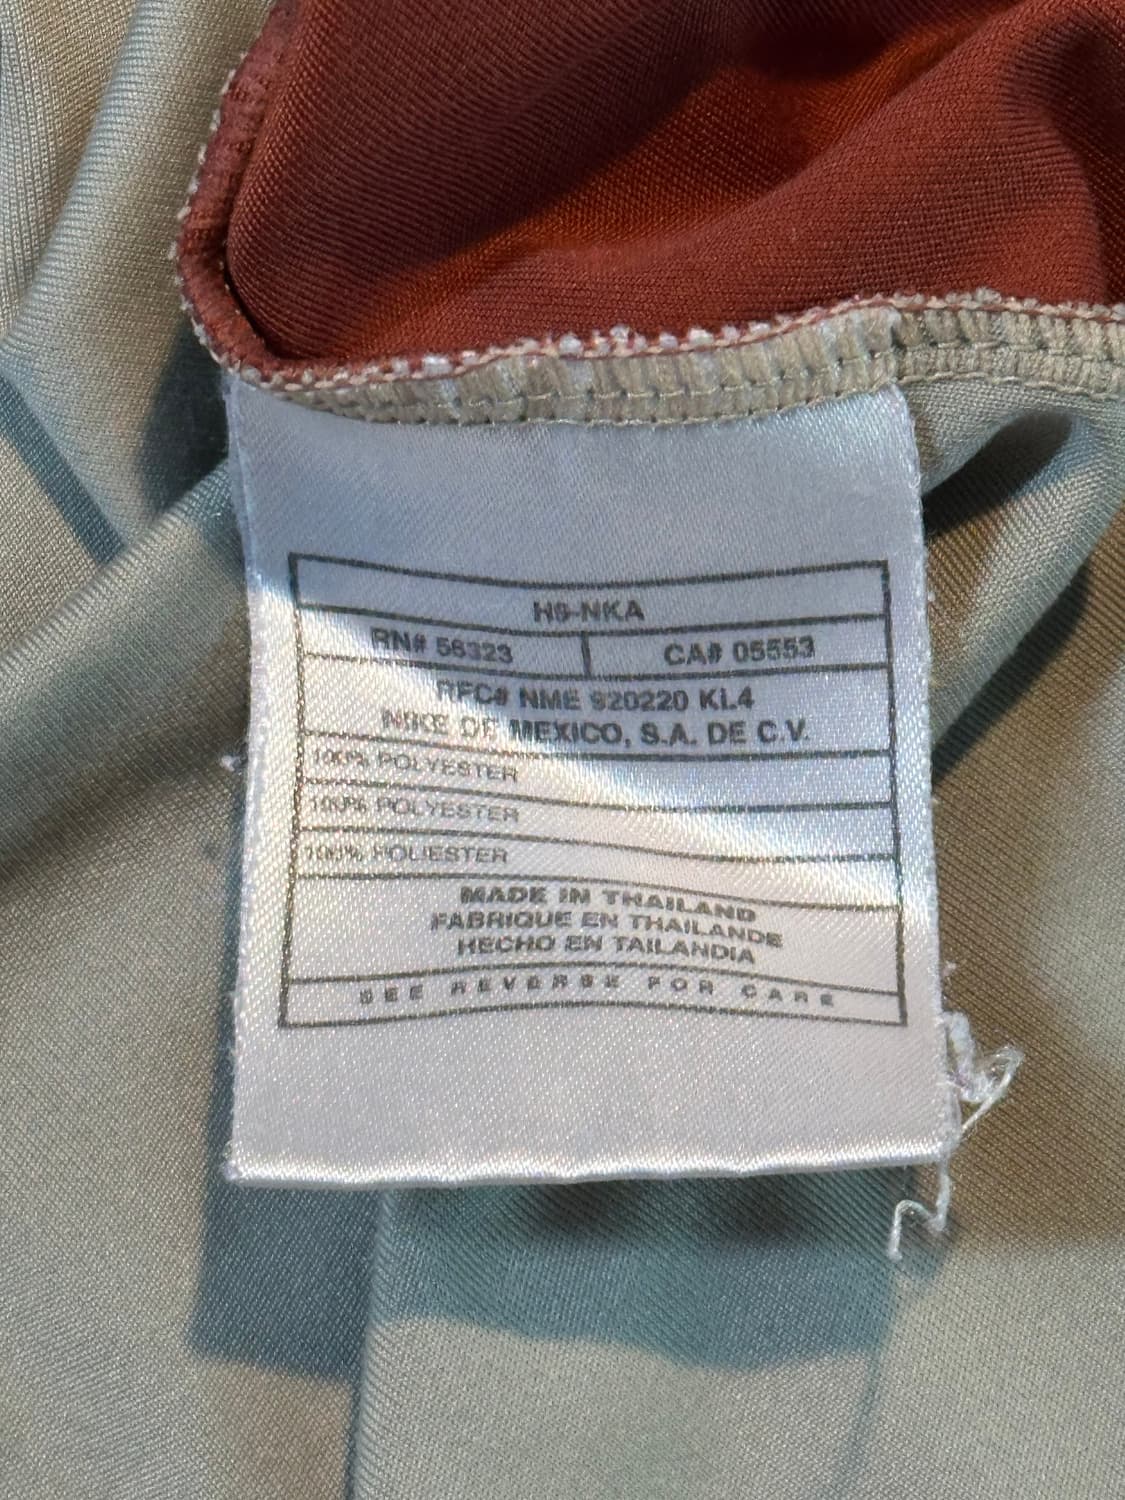 H9-NKA
RN# 56323 CA# 05553
RFC# NME 920220 KL4
NIKE DE MEXICO, S.A. DE C.V.
100% POLYESTER
100% POLYESTER
100% POLIESTER
MADE IN THAILAND
FABRIQUE EN THAILANDE
HECHO EN TAILANDIA
SEE REVERSE FOR CARE